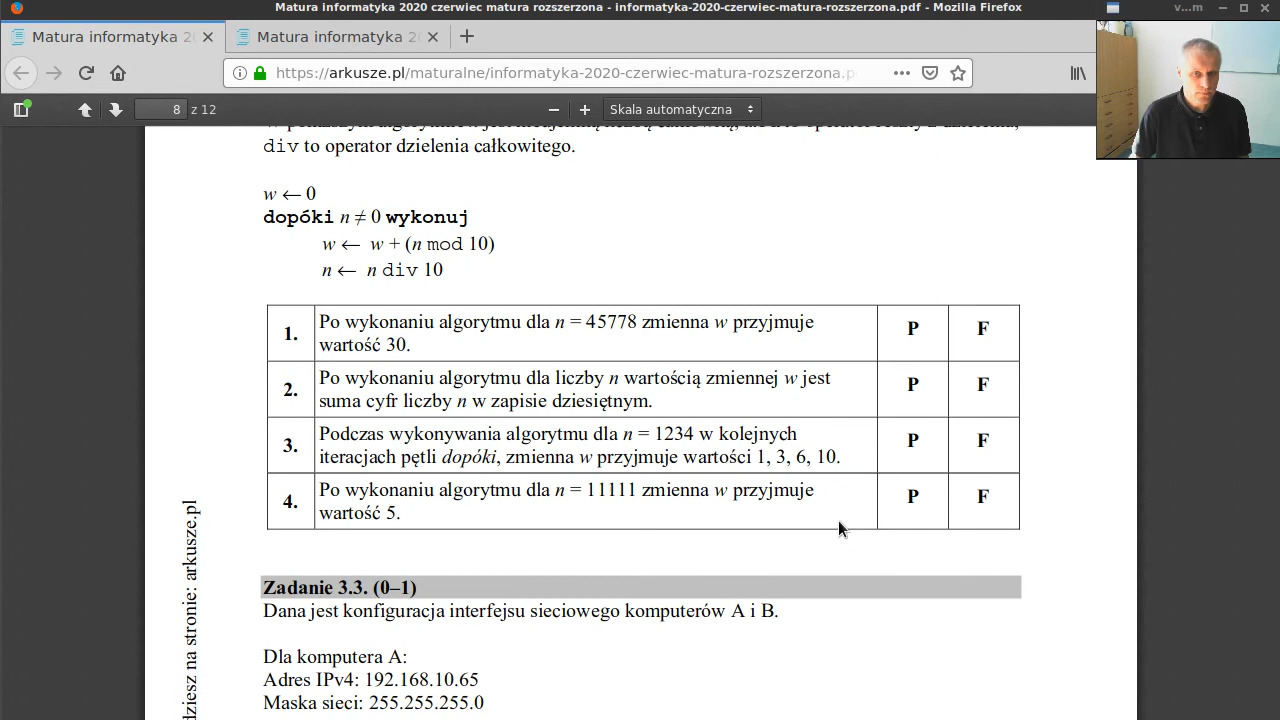 Matura informatyka 2020 czerwiec matura rozszerzona - informatyka-2020-czerwiec-matura-rozszerzona.pdf - Mozilla Firefox
v...m
Matura informatyka 2
Matura informatyka 2
https://arkusze.pl/maturalne/informatyka-2020-czerwiec-matura-rozszerzona.p
8 z 12
Skala automatyczna
div to operator dzielenia całkowitego.
w ← 0
dopóki n ≠ 0 wykonuj
w ← w + (n mod 10)
n ← n div 10
1. Po wykonaniu algorytmu dla n = 45778 zmienna w przyjmuje P F
wartość 30.
2. Po wykonaniu algorytmu dla liczby n wartością zmiennej w jest P F
suma cyfr liczby n w zapisie dziesiętnym.
3. Podczas wykonywania algorytmu dla n = 1234 w kolejnych P F
iteracjach pętli dopóki, zmienna w przyjmuje wartości 1, 3, 6, 10.
4. Po wykonaniu algorytmu dla n = 11111 zmienna w przyjmuje P F
wartość 5.
Zadanie 3.3. (0–1)
Dana jest konfiguracja interfejsu sieciowego komputerów A i B.
Dla komputera A:
Adres IPv4: 192.168.10.65
Maska sieci: 255.255.255.0
dziesz na stronie: arkusze.pl